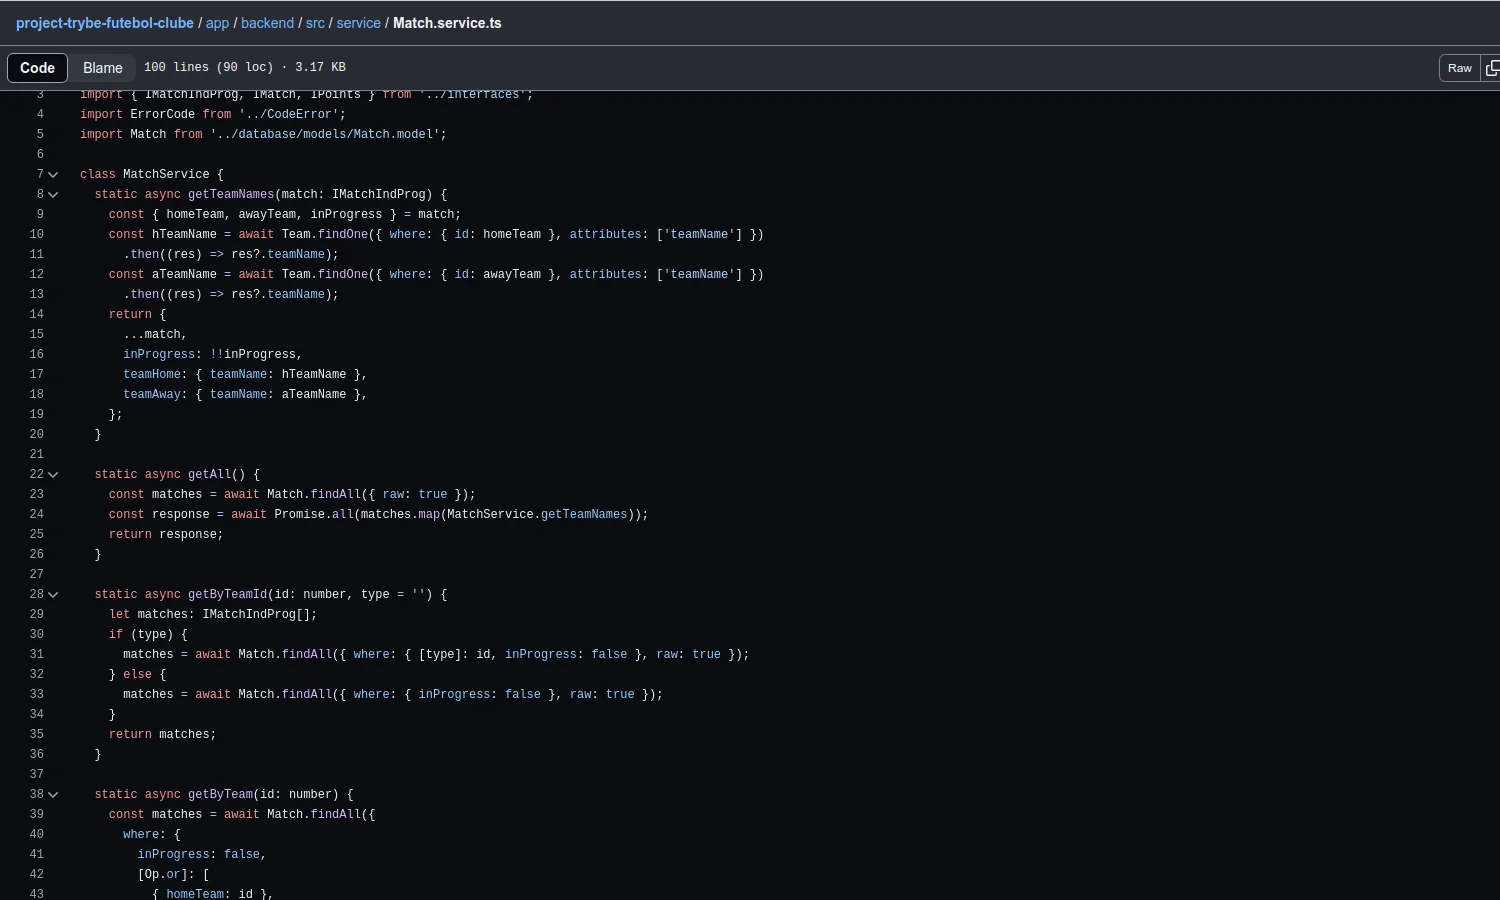 project-trybe-futebol-clube / app / backend / src / service / Match.service.ts
Code Blame 100 lines (90 loc) · 3.17 KB Raw
3 import { IMatchIndProg, IMatch, IPoints } from '../interfaces';
4 import ErrorCode from '../CodeError';
5 import Match from '../database/models/Match.model';
6
7 class MatchService {
8 static async getTeamNames(match: IMatchIndProg) {
9 const { homeTeam, awayTeam, inProgress } = match;
10 const hTeamName = await Team.findOne({ where: { id: homeTeam }, attributes: ['teamName'] })
11 .then((res) => res?.teamName);
12 const aTeamName = await Team.findOne({ where: { id: awayTeam }, attributes: ['teamName'] })
13 .then((res) => res?.teamName);
14 return {
15 ...match,
16 inProgress: !!inProgress,
17 teamHome: { teamName: hTeamName },
18 teamAway: { teamName: aTeamName },
19 };
20 }
21
22 static async getAll() {
23 const matches = await Match.findAll({ raw: true });
24 const response = await Promise.all(matches.map(MatchService.getTeamNames));
25 return response;
26 }
27
28 static async getByTeamId(id: number, type = '') {
29 let matches: IMatchIndProg[];
30 if (type) {
31 matches = await Match.findAll({ where: { [type]: id, inProgress: false }, raw: true });
32 } else {
33 matches = await Match.findAll({ where: { inProgress: false }, raw: true });
34 }
35 return matches;
36 }
37
38 static async getByTeam(id: number) {
39 const matches = await Match.findAll({
40 where: {
41 inProgress: false,
42 [Op.or]: [
43 { homeTeam: id },